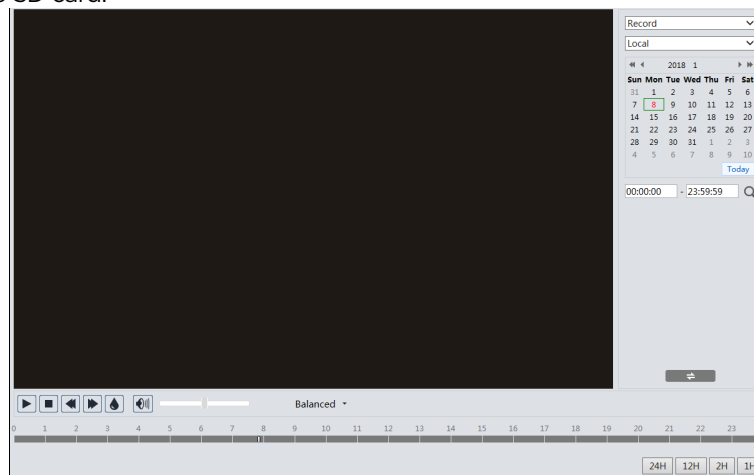 SD card.
Record
Local
2018 1
Sun Mon Tue Wed Thu Fri Sat
31 1 2 3 4 5 6
7 8 9 10 11 12 13
14 15 16 17 18 19 20
21 22 23 24 25 26 27
28 29 30 31 1 2 3
4 5 6 7 8 9 10
Today
00:00:00 - 23:59:59
Balanced
0 1 2 3 4 5 6 7 8 9 10 11 12 13 14 15 16 17 18 19 20 21 22 23
24H 12H 2H 1H